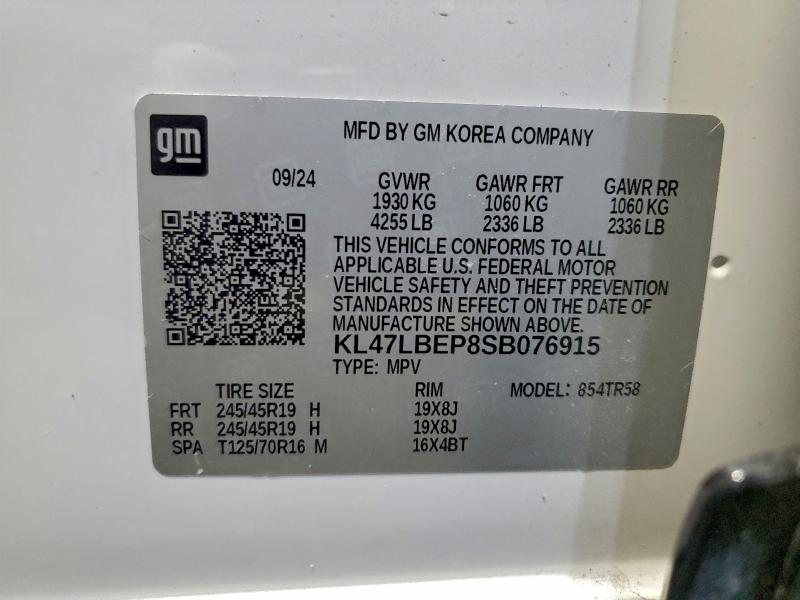 gm
MFD BY GM KOREA COMPANY
09/24 GVWR GAWR FRT GAWR RR
1930 KG 1060 KG 1060 KG
4255 LB 2336 LB 2336 LB
THIS VEHICLE CONFORMS TO ALL
APPLICABLE U.S. FEDERAL MOTOR
VEHICLE SAFETY AND THEFT PREVENTION
STANDARDS IN EFFECT ON THE DATE OF
MANUFACTURE SHOWN ABOVE.
KL47LBEP8SB076915
TYPE: MPV
TIRE SIZE RIM MODEL: 854TR58
FRT 245/45R19 H 19X8J
RR 245/45R19 H 19X8J
SPA T125/70R16 M 16X4BT